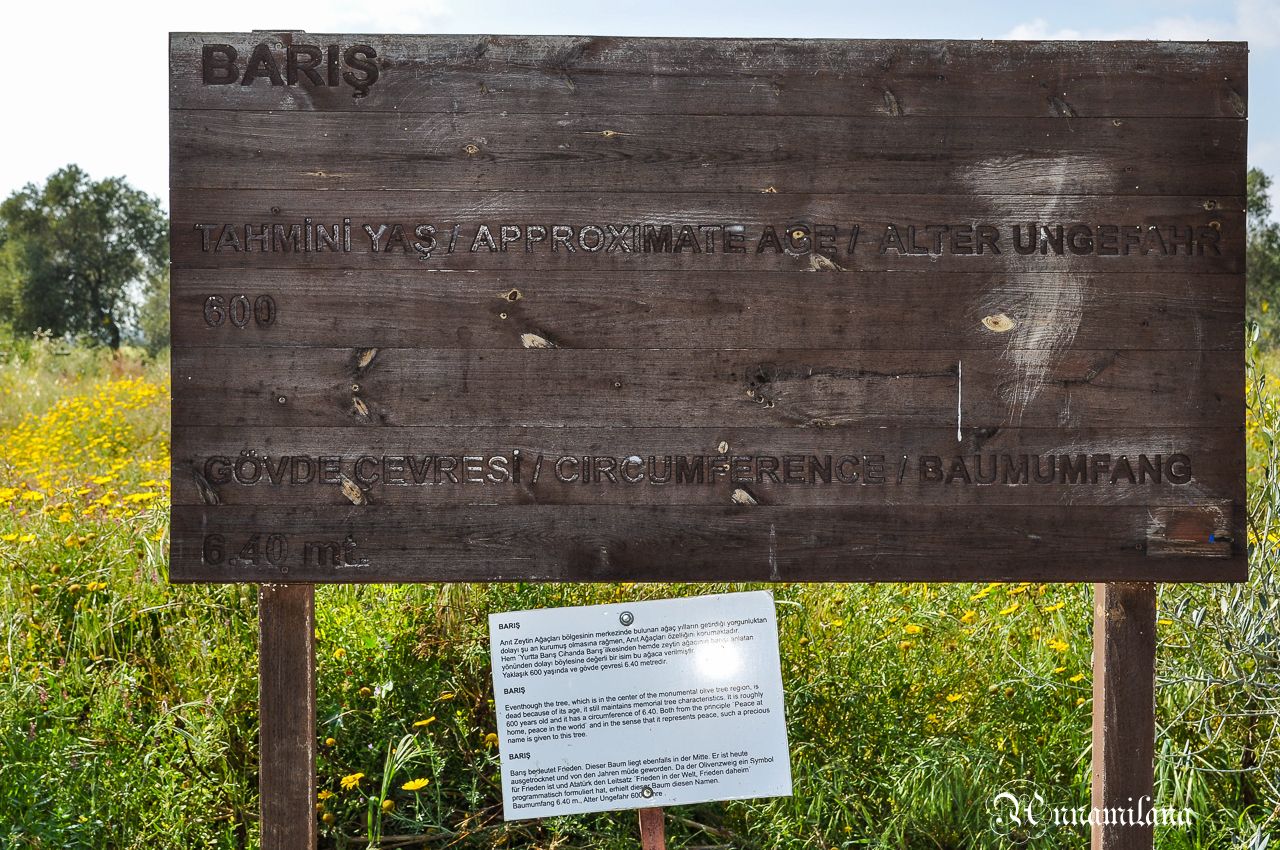 BARIŞ
TAHMİNİ YAŞ / APPROXIMATE AGE / ALTER UNGEFAHR
600
GÖVDE ÇEVRESİ / CIRCUMFERENCE / BAUMUMFANG
6.40 mt.
BARIŞ
Anıt Zeytin Ağaçları bölgesinin merkezinde bulunan ağaç yılların getirdiği yorgunluktan
dolayı şu an kurumuş olmasına rağmen, Anıt Ağaçları özelliğini korumaktadır.
Hem ¨Yurtta Barış Cihanda Barış¨ ilkesinden hemde zeytin ağacının barışı anlatan
yönünden dolayı böylesine değerli bir isim bu ağaca verilmiştir.
Yaklaşık 600 yaşında ve gövde çevresi 6.40 metredir.
BARIŞ
Eventhough the tree, which is in the center of the monumental olive tree region, is
dead because of its age, it still maintains memorial tree characteristics. It is roughly
600 years old and it has a circumference of 6.40. Both from the principle ¨Peace at
home, peace in the world¨ and in the sense that it represents peace, such a precious
name is given to this tree.
BARIŞ
Barış bedeutet Frieden. Dieser Baum liegt ebenfalls in der Mitte. Er ist heute
ausgetrocknet und von den Jahren müde geworden. Da der Olivenzweig ein Symbol
für Frieden ist und Atatürk den Leitsatz ¨Frieden in der Welt, Frieden daheim
programmatisch formuliert hat, erhielt dieser Baum diesen Namen.
Baumumfang 6.40 m., Alter Ungefähr 600 Jahre .
Annamilana